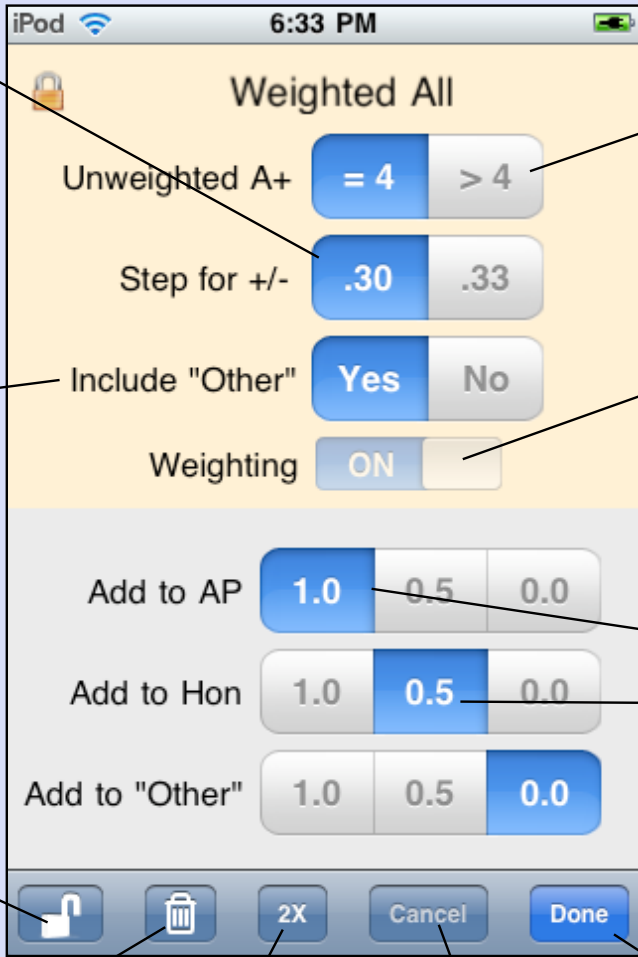 iPod 6:33 PM
Weighted All
Unweighted A+ = 4 > 4
Step for +/- .30 .33
Include "Other" Yes No
Weighting ON
Add to AP 1.0 0.5 0.0
Add to Hon 1.0 0.5 0.0
Add to "Other" 1.0 0.5 0.0
2X Cancel Done